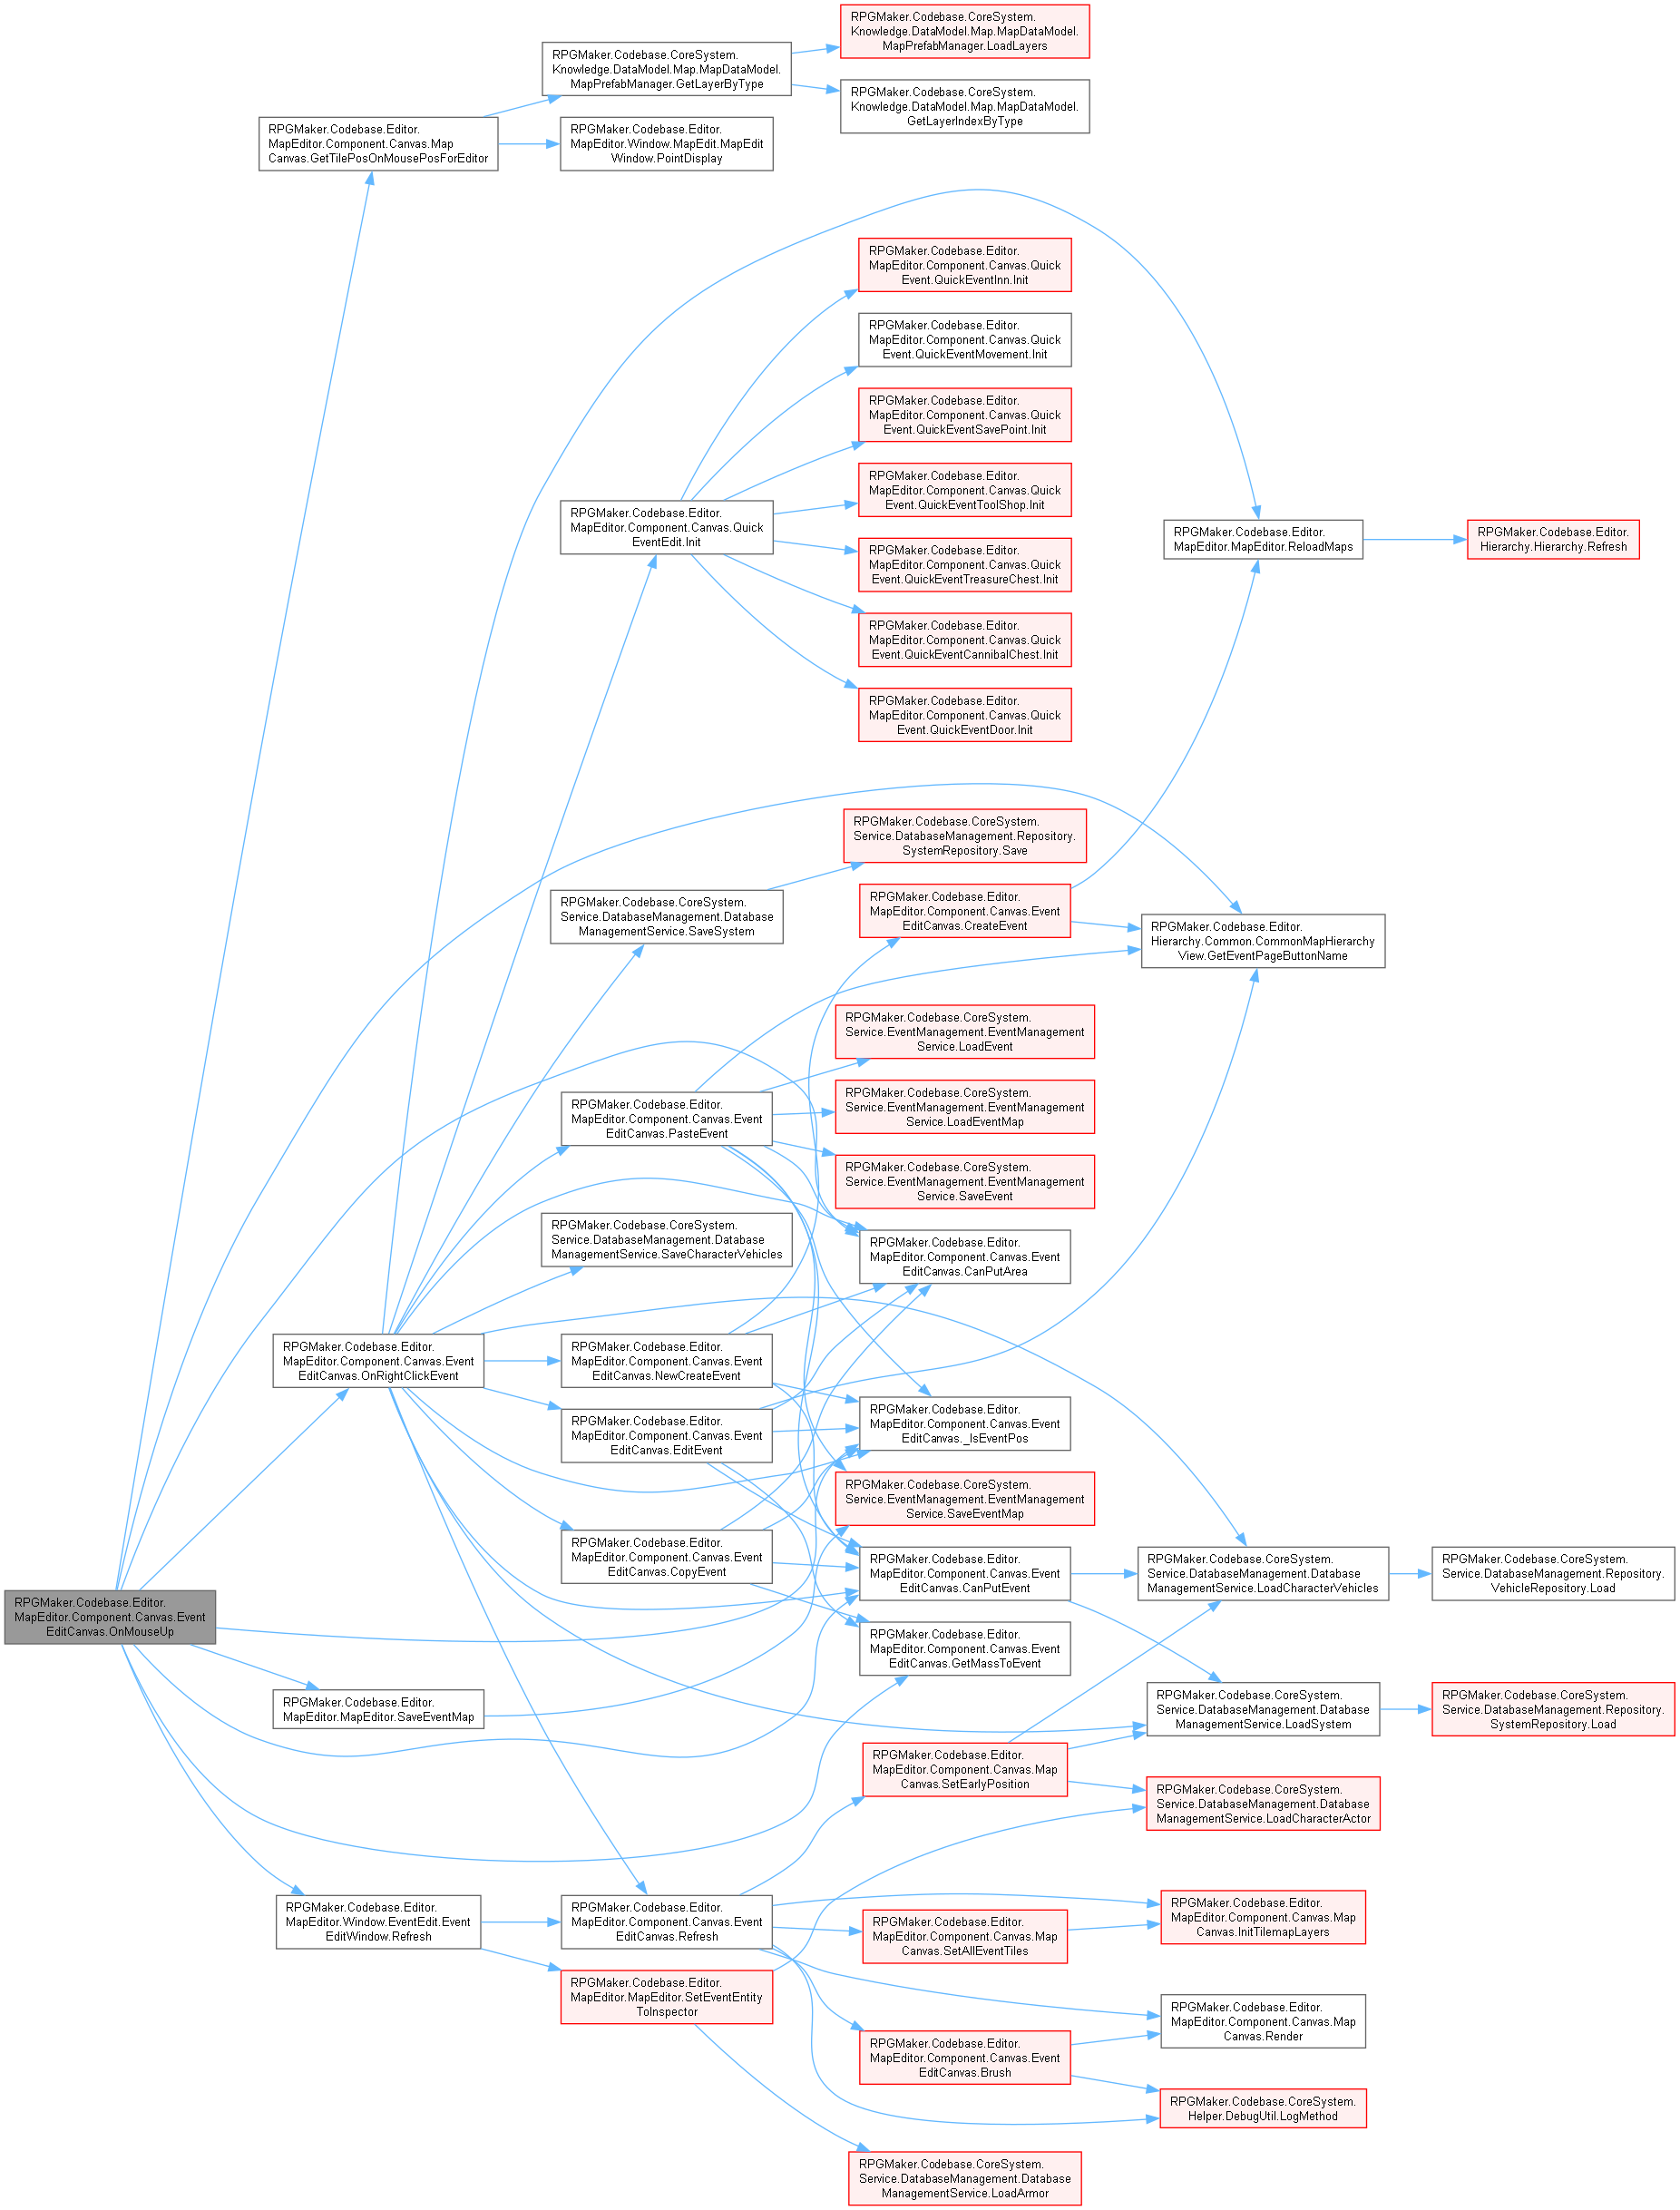 RPGMaker.Codebase.CoreSystem.
Knowledge.DataModel.Map.MapDataModel.
MapPrefabManager.LoadLayers
RPGMaker.Codebase.CoreSystem.
Knowledge.DataModel.Map.MapDataModel.
MapPrefabManager.GetLayerByType
RPGMaker.Codebase.CoreSystem.
Knowledge.DataModel.Map.MapDataModel.
GetLayerIndexByType
RPGMaker.Codebase.Editor.
MapEditor.Component.Canvas.Map
Canvas.GetTilePosOnMousePosForEditor
RPGMaker.Codebase.Editor.
MapEditor.Window.MapEdit.MapEdit
Window.PointDisplay
RPGMaker.Codebase.Editor.
MapEditor.Component.Canvas.Quick
Event.QuickEventInn.Init
RPGMaker.Codebase.Editor.
MapEditor.Component.Canvas.Quick
Event.QuickEventMovement.Init
RPGMaker.Codebase.Editor.
MapEditor.Component.Canvas.Quick
Event.QuickEventSavePoint.Init
RPGMaker.Codebase.Editor.
MapEditor.Component.Canvas.Quick
Event.QuickEventToolShop.Init
RPGMaker.Codebase.Editor.
MapEditor.Component.Canvas.Quick
EventEdit.Init
RPGMaker.Codebase.Editor.
MapEditor.MapEditor.ReloadMaps
RPGMaker.Codebase.Editor.
Hierarchy.Hierarchy.Refresh
RPGMaker.Codebase.Editor.
MapEditor.Component.Canvas.Quick
Event.QuickEventTreasureChest.Init
RPGMaker.Codebase.Editor.
MapEditor.Component.Canvas.Quick
Event.QuickEventCannibalChest.Init
RPGMaker.Codebase.Editor.
MapEditor.Component.Canvas.Quick
Event.QuickEventDoor.Init
RPGMaker.Codebase.CoreSystem.
Service.DatabaseManagement.Repository.
SystemRepository.Save
RPGMaker.Codebase.CoreSystem.
Service.DatabaseManagement.Database
ManagementService.SaveSystem
RPGMaker.Codebase.Editor.
MapEditor.Component.Canvas.Event
EditCanvas.CreateEvent
RPGMaker.Codebase.Editor.
Hierarchy.Common.CommonMapHierarchy
View.GetEventPageButtonName
RPGMaker.Codebase.CoreSystem.
Service.EventManagement.EventManagement
Service.LoadEvent
RPGMaker.Codebase.Editor.
MapEditor.Component.Canvas.Event
EditCanvas.PasteEvent
RPGMaker.Codebase.CoreSystem.
Service.EventManagement.EventManagement
Service.LoadEventMap
RPGMaker.Codebase.CoreSystem.
Service.EventManagement.EventManagement
Service.SaveEvent
RPGMaker.Codebase.CoreSystem.
Service.DatabaseManagement.Database
ManagementService.SaveCharacterVehicles
RPGMaker.Codebase.Editor.
MapEditor.Component.Canvas.Event
EditCanvas.CanPutArea
RPGMaker.Codebase.Editor.
MapEditor.Component.Canvas.Event
EditCanvas.OnRightClickEvent
RPGMaker.Codebase.Editor.
MapEditor.Component.Canvas.Event
EditCanvas.NewCreateEvent
RPGMaker.Codebase.Editor.
MapEditor.Component.Canvas.Event
EditCanvas._IsEventPos
RPGMaker.Codebase.Editor.
MapEditor.Component.Canvas.Event
EditCanvas.EditEvent
RPGMaker.Codebase.CoreSystem.
Service.EventManagement.EventManagement
Service.SaveEventMap
RPGMaker.Codebase.Editor.
MapEditor.Component.Canvas.Event
EditCanvas.CopyEvent
RPGMaker.Codebase.Editor.
MapEditor.Component.Canvas.Event
EditCanvas.CanPutEvent
RPGMaker.Codebase.CoreSystem.
Service.DatabaseManagement.Database
ManagementService.LoadCharacterVehicles
RPGMaker.Codebase.CoreSystem.
Service.DatabaseManagement.Repository.
VehicleRepository.Load
RPGMaker.Codebase.Editor.
MapEditor.Component.Canvas.Event
EditCanvas.OnMouseUp
RPGMaker.Codebase.Editor.
MapEditor.Component.Canvas.Event
EditCanvas.GetMassToEvent
RPGMaker.Codebase.Editor.
MapEditor.MapEditor.SaveEventMap
RPGMaker.Codebase.CoreSystem.
Service.DatabaseManagement.Database
ManagementService.LoadSystem
RPGMaker.Codebase.CoreSystem.
Service.DatabaseManagement.Repository.
SystemRepository.Load
RPGMaker.Codebase.Editor.
MapEditor.Component.Canvas.Map
Canvas.SetEarlyPosition
RPGMaker.Codebase.CoreSystem.
Service.DatabaseManagement.Database
ManagementService.LoadCharacterActor
RPGMaker.Codebase.Editor.
MapEditor.Window.EventEdit.Event
EditWindow.Refresh
RPGMaker.Codebase.Editor.
MapEditor.Component.Canvas.Event
EditCanvas.Refresh
RPGMaker.Codebase.Editor.
MapEditor.Component.Canvas.Map
Canvas.SetAllEventTiles
RPGMaker.Codebase.Editor.
MapEditor.Component.Canvas.Map
Canvas.InitTilemapLayers
RPGMaker.Codebase.Editor.
MapEditor.MapEditor.SetEventEntity
ToInspector
RPGMaker.Codebase.Editor.
MapEditor.Component.Canvas.Map
Canvas.Render
RPGMaker.Codebase.Editor.
MapEditor.Component.Canvas.Event
EditCanvas.Brush
RPGMaker.Codebase.CoreSystem.
Helper.DebugUtil.LogMethod
RPGMaker.Codebase.CoreSystem.
Service.DatabaseManagement.Database
ManagementService.LoadArmor